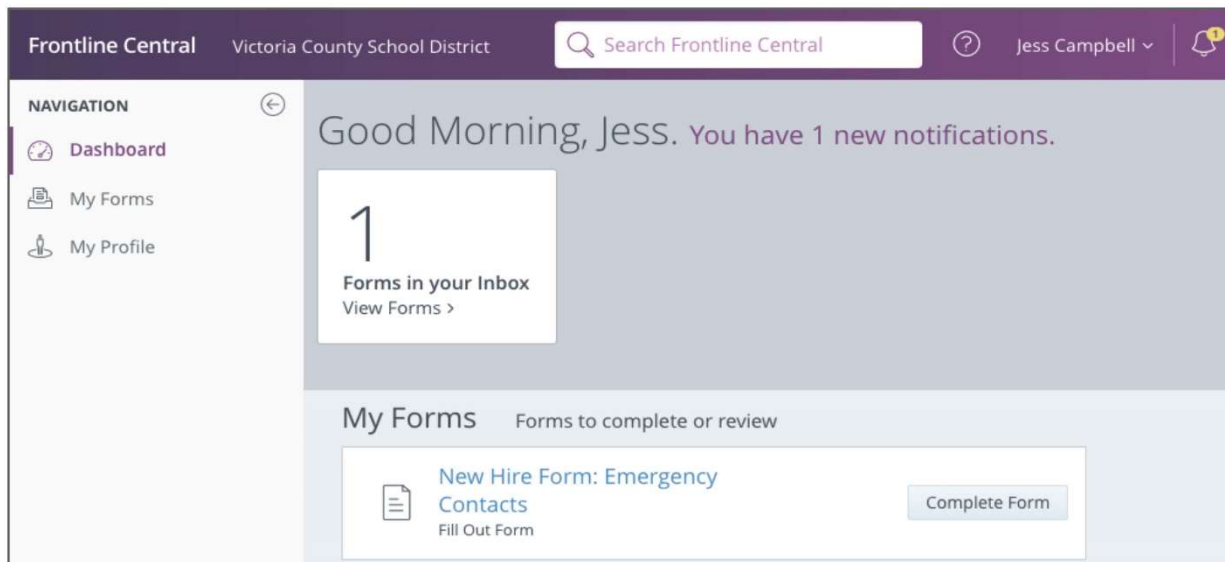 Frontline Central Victoria County School District Search Frontline Central ? Jess Campbell 1
NAVIGATION
Dashboard
My Forms
My Profile
Good Morning, Jess. You have 1 new notifications.
1
Forms in your Inbox
View Forms >
My Forms Forms to complete or review
New Hire Form: Emergency
Contacts
Fill Out Form
Complete Form